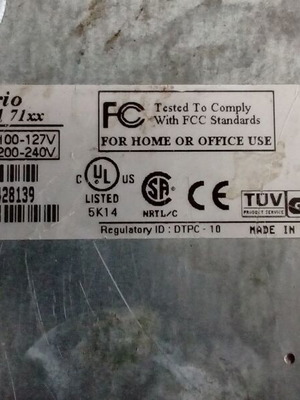 rio
71xx
100-127V
200-240V
FC Tested To Comply
With FCC Standards
FOR HOME OR OFFICE USE
28139
C UL US
LISTED
5K14
SA
NRTL/C
CE
TÜV
PRODUCT SERVICE
Regulatory ID : DTPC - 10
MADE IN